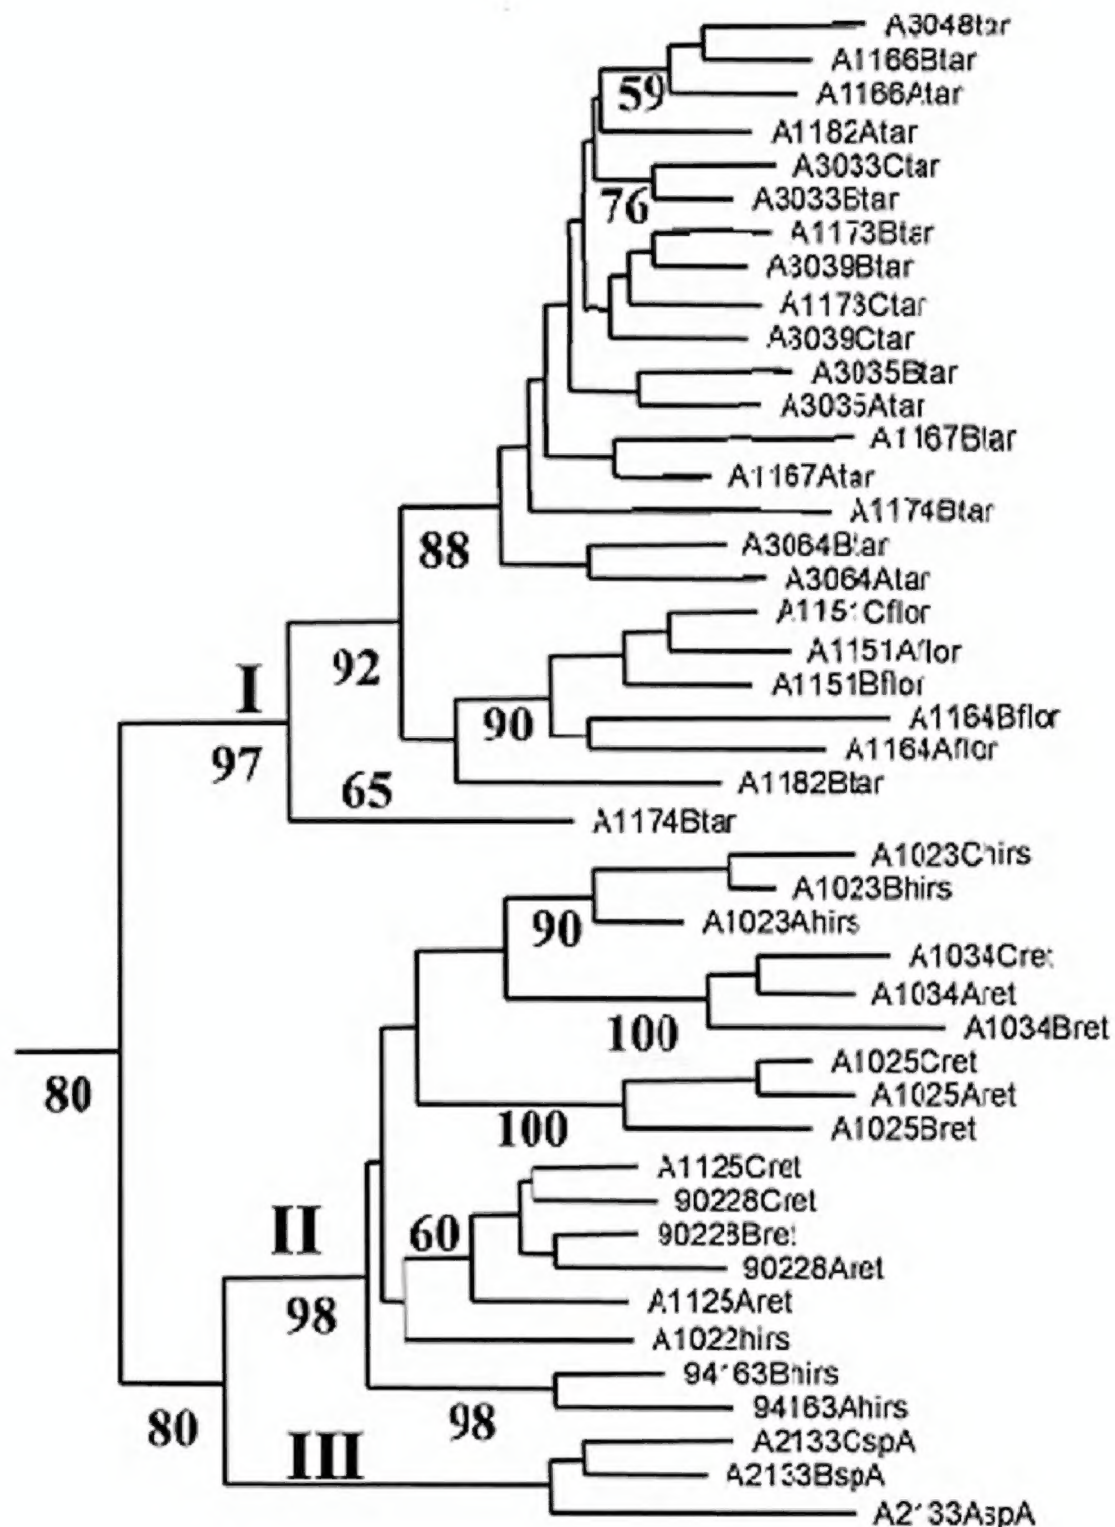 A3048tar
A1166Btar
59
A1166Atar
A1182Atar
A3033Ctar
76
A3033Btar
A1173Btar
A3039Btar
A1173Ctar
A3039Ctar
A3035Btar
A3035Atar
A1167Btar
A1167Atar
A1174Btar
88
A3064Btar
A3064Atar
A1151Cflor
92
A1151Aflor
I
A1151Bflor
90
A1164Bflor
97
A1164Aflor
65
A1182Btar
A1174Btar
A1023Chirs
A1023Bhirs
90
A1023Ahirs
A1034Cret
A1034Aret
100
A1034Bret
80
A1025Cret
A1025Aret
100
A1025Bret
A1125Cret
90228Cret
II
60
90228Bret
90228Aret
98
A1125Aret
A1022hirs
94163Bhirs
80
98
94163Ahirs
III
A2133CspA
A2133BspA
A2133AspA